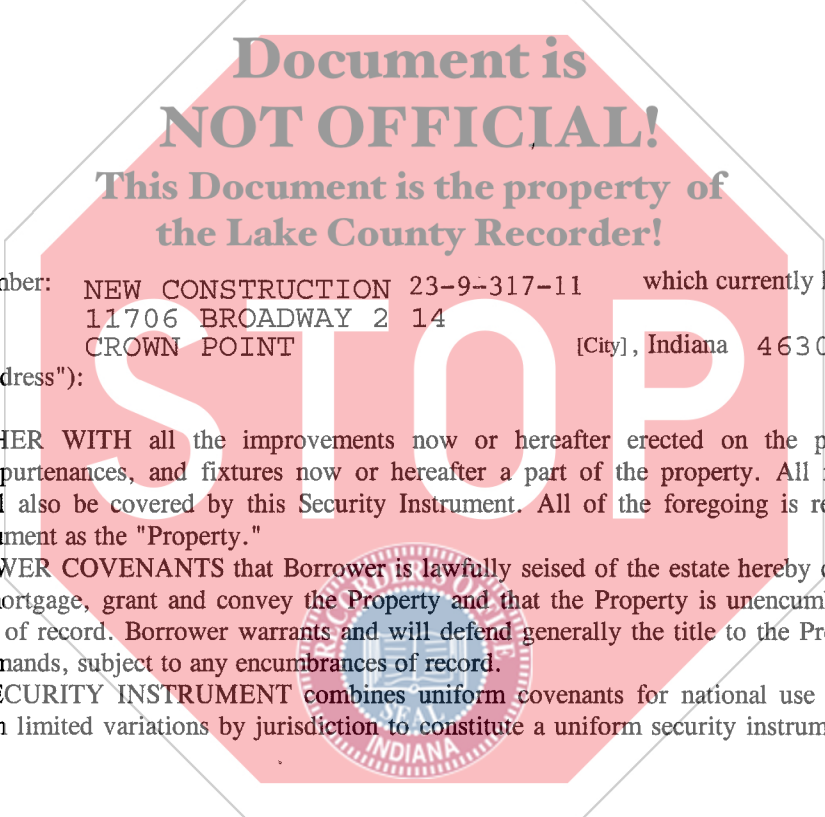 Document is
NOT OFFICIAL!
This Document is the property of
the Lake County Recorder!
nber: NEW CONSTRUCTION 23-9-317-11 which currently
11706 BROADWAY 2 14
CROWN POINT [City], Indiana 4630
dress"):
STOP
HER WITH all the improvements now or hereafter erected on the p
purtenances, and fixtures now or hereafter a part of the property. All
also be covered by this Security Instrument. All of the foregoing is re
ument as the "Property."
WER COVENANTS that Borrower is lawfully seised of the estate hereby
ortgage, grant and convey the Property and that the Property is unencum
of record. Borrower warrants and will defend generally the title to the Pr
mands, subject to any encumbrances of record.
ECURITY INSTRUMENT combines uniform covenants for national use
limited variations by jurisdiction to constitute a uniform security instrum
RECORDER'S OFFICE
SEAL
INDIANA